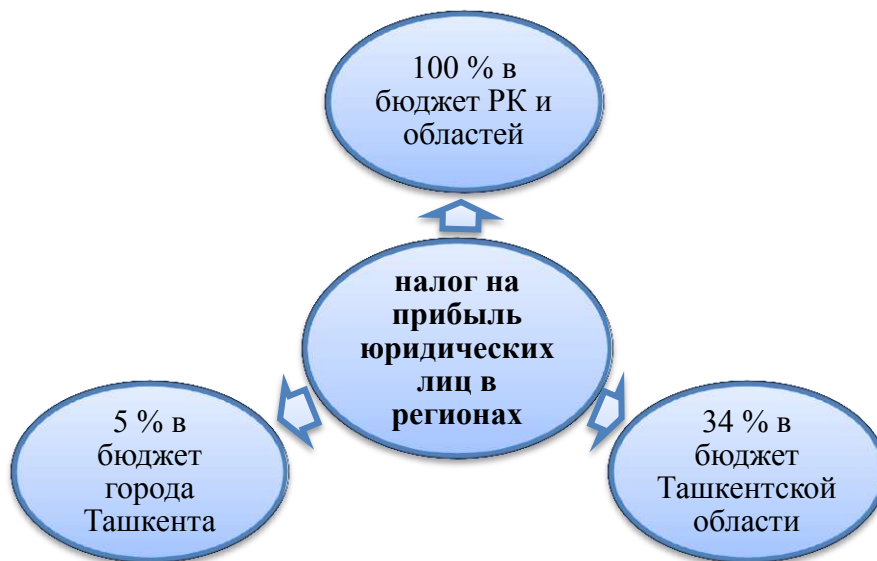 100 % в
бюджет РК и
областей
налог на
прибыль
юридических
лиц в
регионах
5 % в
бюджет
города
Ташкента
34 % в
бюджет
Ташкентской
области